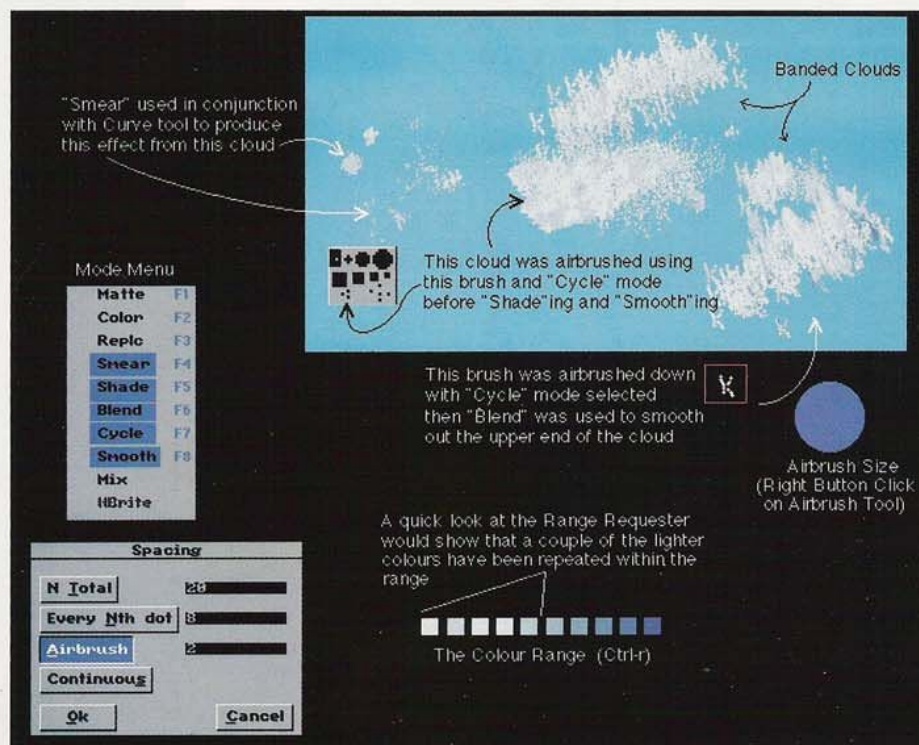 Banded Clouds
"Smear" used in conjunction
with Curve tool to produce
this effect from this cloud
This cloud was airbrushed using
this brush and "Cycle" mode
before "Shade"ing and "Smooth"ing
Mode Menu
Matte F1
Color F2
Replc F3
Smear F4
Shade F5
Blend F6
Cycle F7
Smooth F8
Mix
HBrite
This brush was airbrushed down
with "Cycle" mode selected
then "Blend" was used to smooth
out the upper end of the cloud
Airbrush Size
(Right Button Click
on Airbrush Tool)
A quick look at the Range Requester
would show that a couple of the lighter
colours have been repeated within the
range
The Colour Range (Ctrl-r)
Spacing
N Total 20
Every Nth dot 8
Airbrush 2
Continuous
Ok Cancel